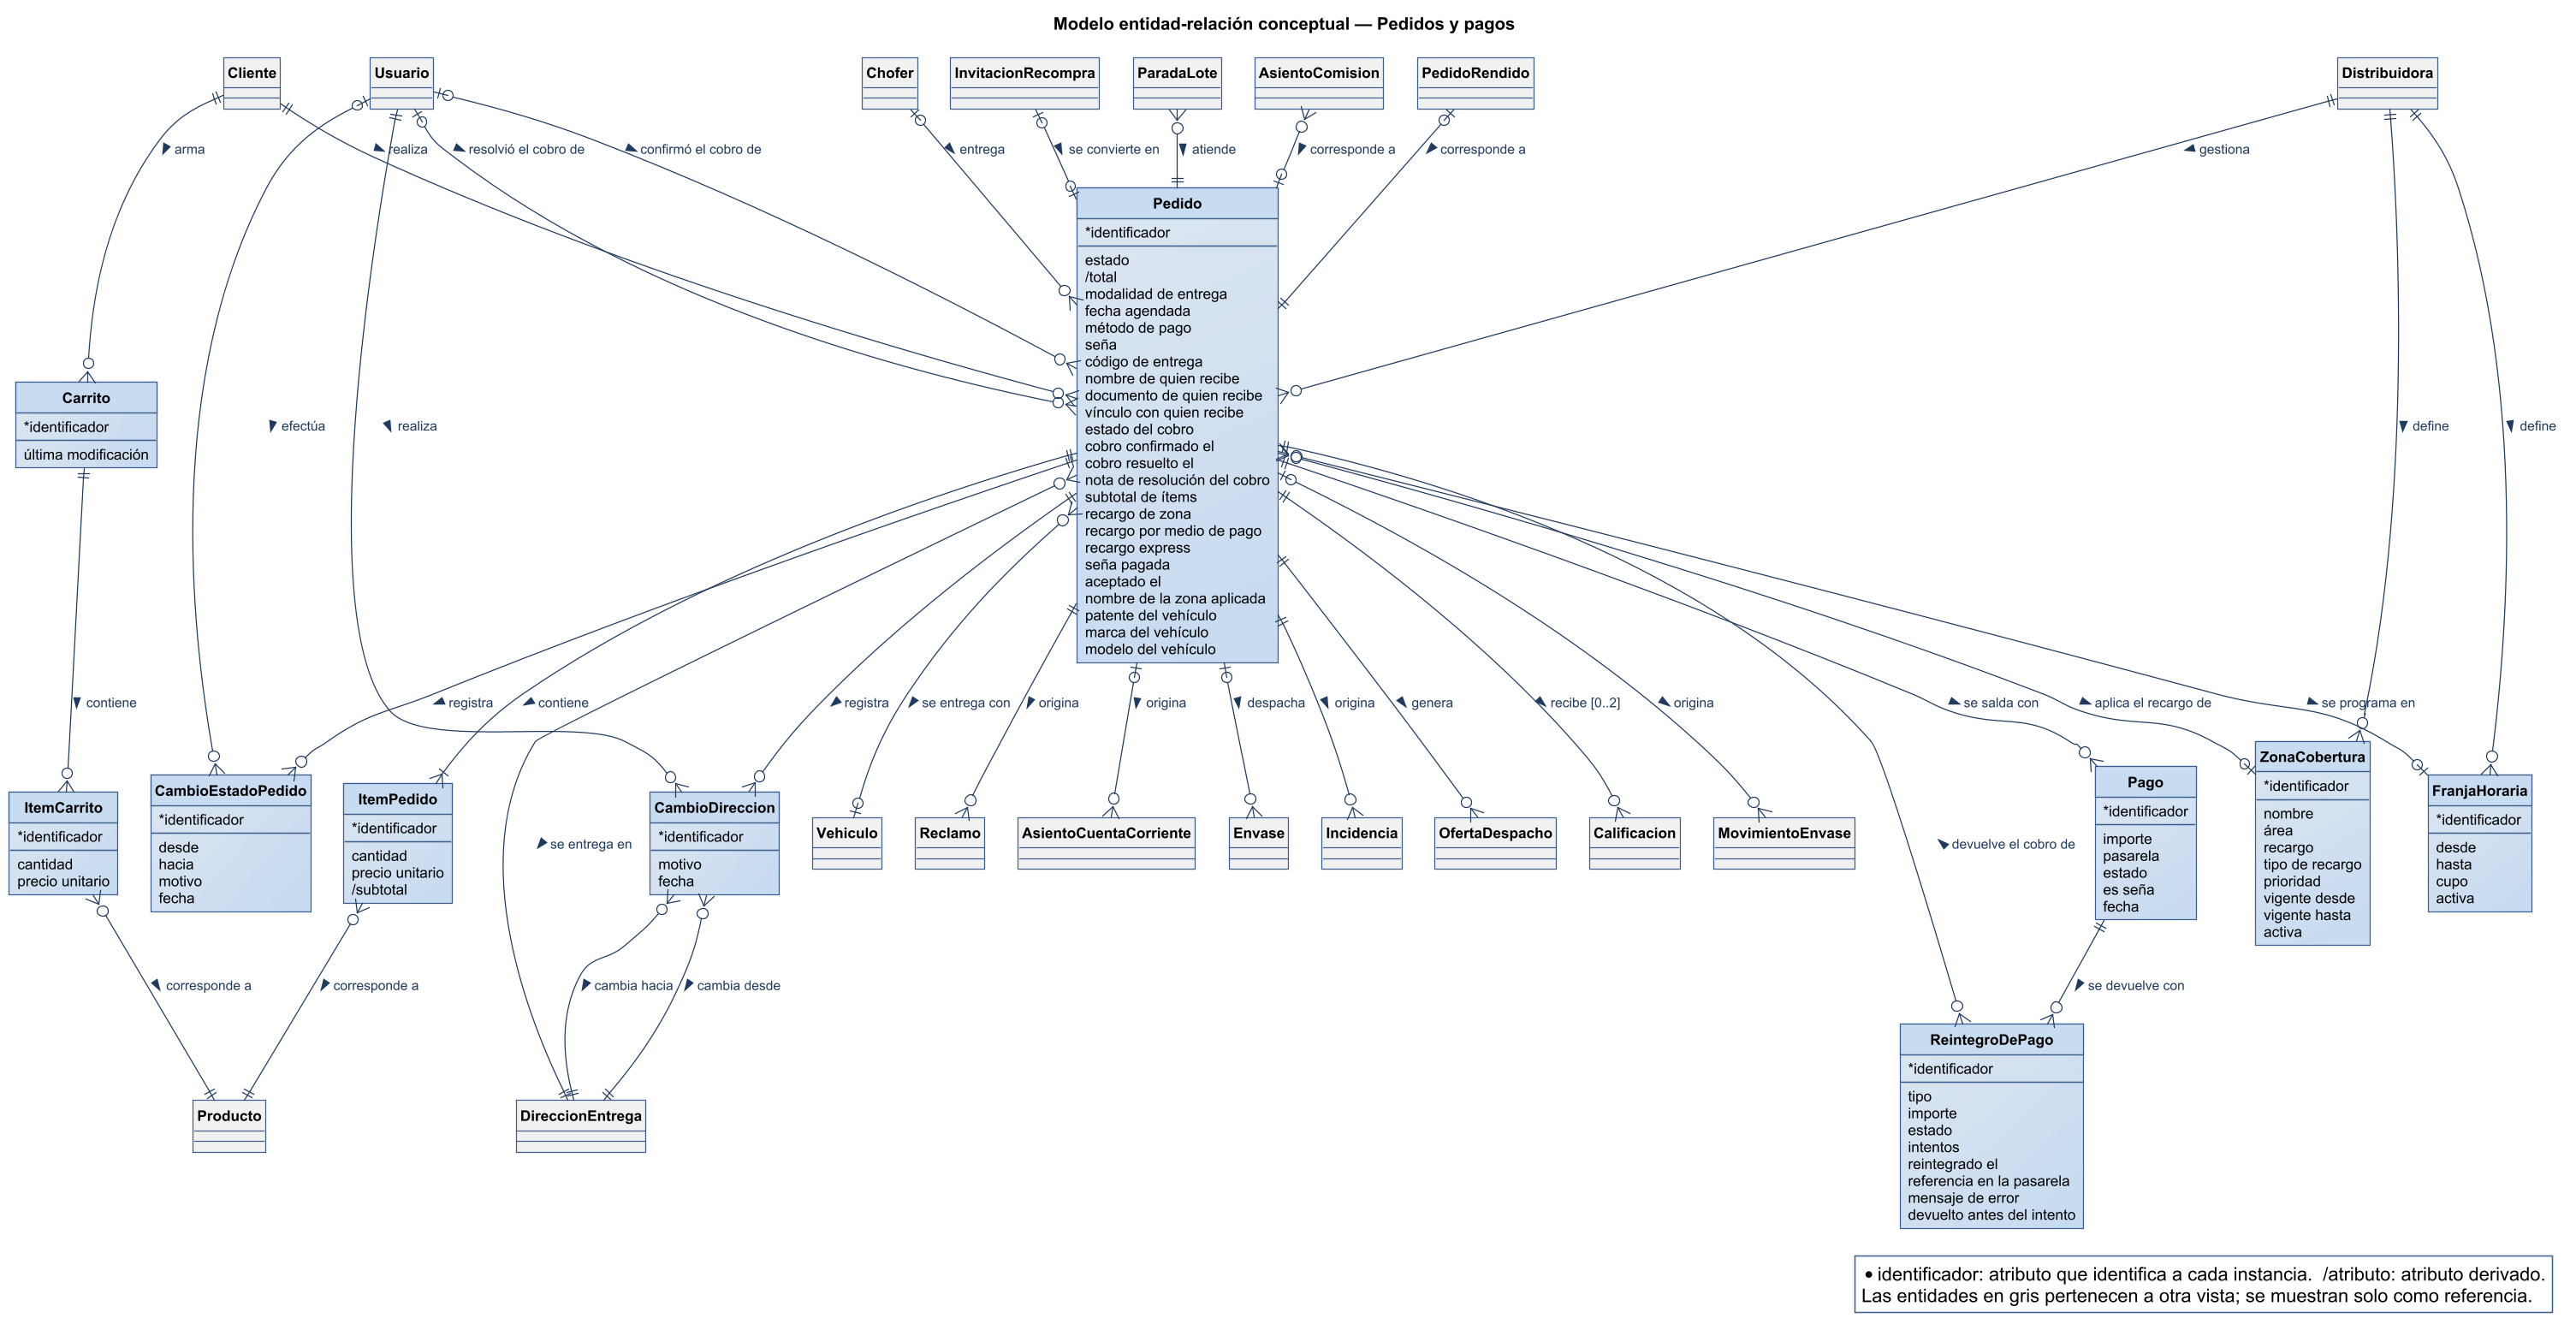 Modelo entidad-relación conceptual — Pedidos y pagos
Cliente
Usuario
Chofer
InvitacionRecompra
ParadaLote
AsientoComision
PedidoRendido
Distribuidora
arma
realiza
resolvió el cobro de
confirmó el cobro de
entrega
se convierte en
atiende
corresponde a
corresponde a
gestiona
Pedido
*identificador
estado
/total
modalidad de entrega
fecha agendada
método de pago
seña
código de entrega
nombre de quien recibe
documento de quien recibe
vínculo con quien recibe
estado del cobro
cobro confirmado el
cobro resuelto el
nota de resolución del cobro
subtotal de ítems
recargo de zona
recargo por medio de pago
recargo express
seña pagada
aceptado el
nombre de la zona aplicada
patente del vehículo
marca del vehículo
modelo del vehículo
Carrito
*identificador
última modificación
efectúa
realiza
define
define
contiene
registra
contiene
registra
se entrega con
origina
origina
despacha
origina
genera
recibe [0..2]
origina
se salda con
aplica el recargo de
se programa en
ItemCarrito
*identificador
cantidad
precio unitario
CambioEstadoPedido
*identificador
desde
hacia
motivo
fecha
ItemPedido
*identificador
cantidad
precio unitario
/subtotal
se entrega en
CambioDireccion
*identificador
motivo
fecha
Vehiculo
Reclamo
AsientoCuentaCorriente
Envase
Incidencia
OfertaDespacho
Calificacion
MovimientoEnvase
devuelve el cobro de
Pago
*identificador
importe
pasarela
estado
es seña
fecha
ZonaCobertura
*identificador
nombre
área
recargo
tipo de recargo
prioridad
vigente desde
vigente hasta
activa
FranjaHoraria
*identificador
desde
hasta
cupo
activa
corresponde a
corresponde a
cambia hacia
cambia desde
se devuelve con
Producto
DireccionEntrega
ReintegroDePago
*identificador
tipo
importe
estado
intentos
reintegrado el
referencia en la pasarela
mensaje de error
devuelto antes del intento
• identificador: atributo que identifica a cada instancia.  /atributo: atributo derivado.
Las entidades en gris pertenecen a otra vista; se muestran solo como referencia.